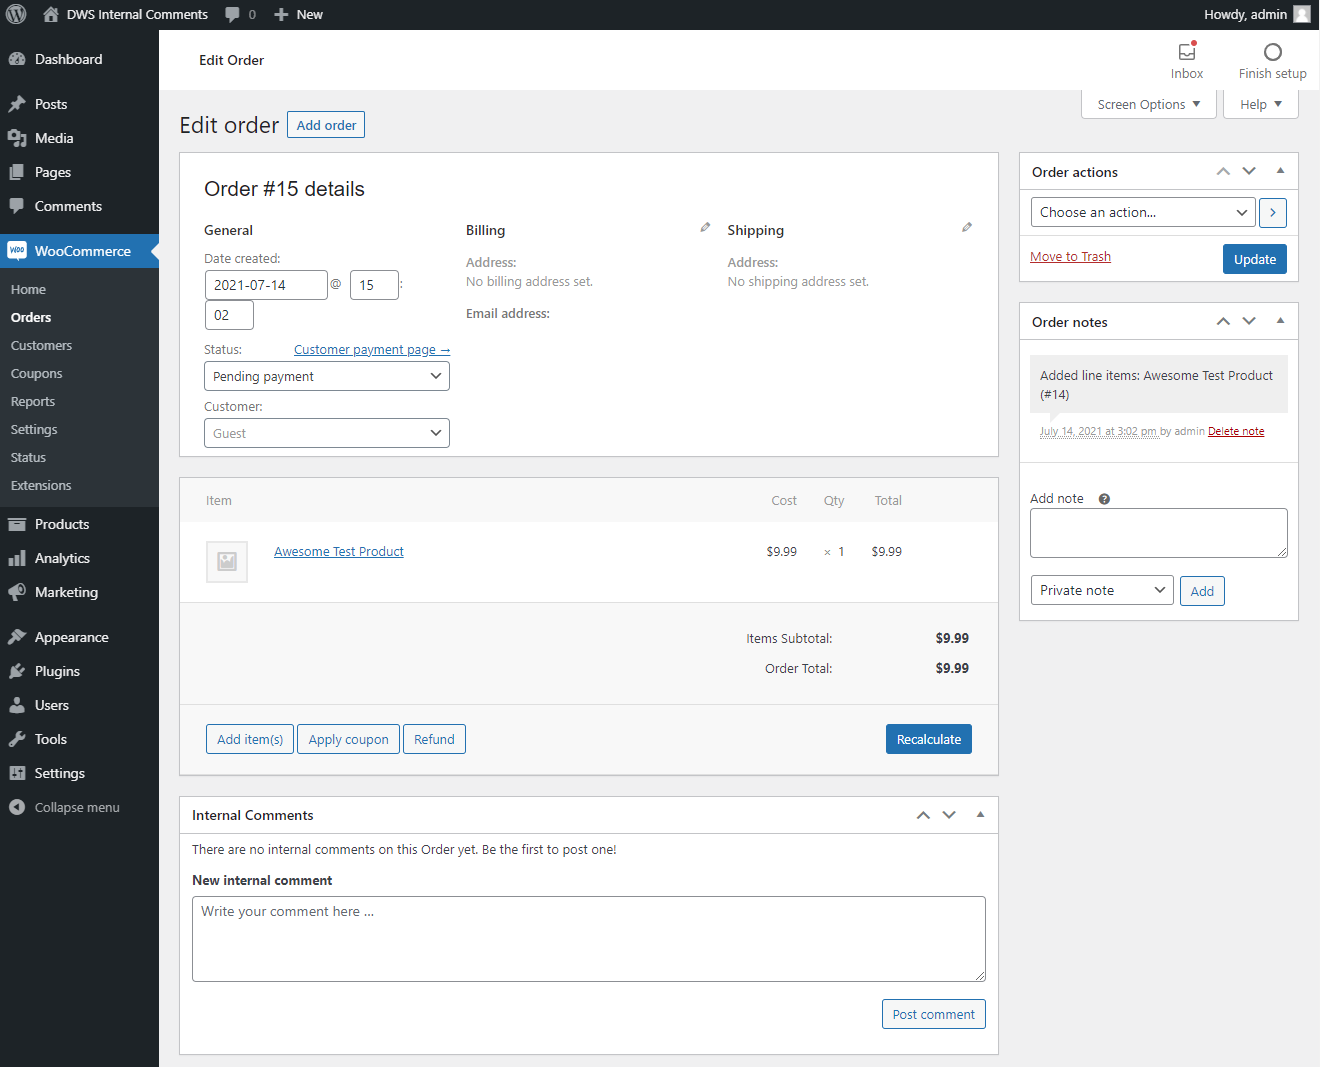 DWS Internal Comments 0 New Howdy, admin
Dashboard
Posts
Media
Pages
Comments
WooCommerce
Home
Orders
Customers
Coupons
Reports
Settings
Status
Extensions
Products
Analytics
Marketing
Appearance
Plugins
Users
Tools
Settings
Collapse menu
Edit Order
Inbox
Finish setup
Screen Options
Help
Edit order Add order
Order #15 details
General
Date created:
2021-07-14 @ 15 :
02
Status: Customer payment page →
Pending payment
Customer:
Guest
Billing
Address:
No billing address set.
Email address:
Shipping
Address:
No shipping address set.
Item Cost Qty Total
Awesome Test Product $9.99 × 1 $9.99
Items Subtotal: $9.99
Order Total: $9.99
Add item(s) Apply coupon Refund Recalculate
Internal Comments
There are no internal comments on this Order yet. Be the first to post one!
New internal comment
Write your comment here ...
Post comment
Order actions
Choose an action...
Move to Trash Update
Order notes
Added line items: Awesome Test Product
(#14)
July 14, 2021 at 3:02 pm by admin Delete note
Add note ?
Private note Add